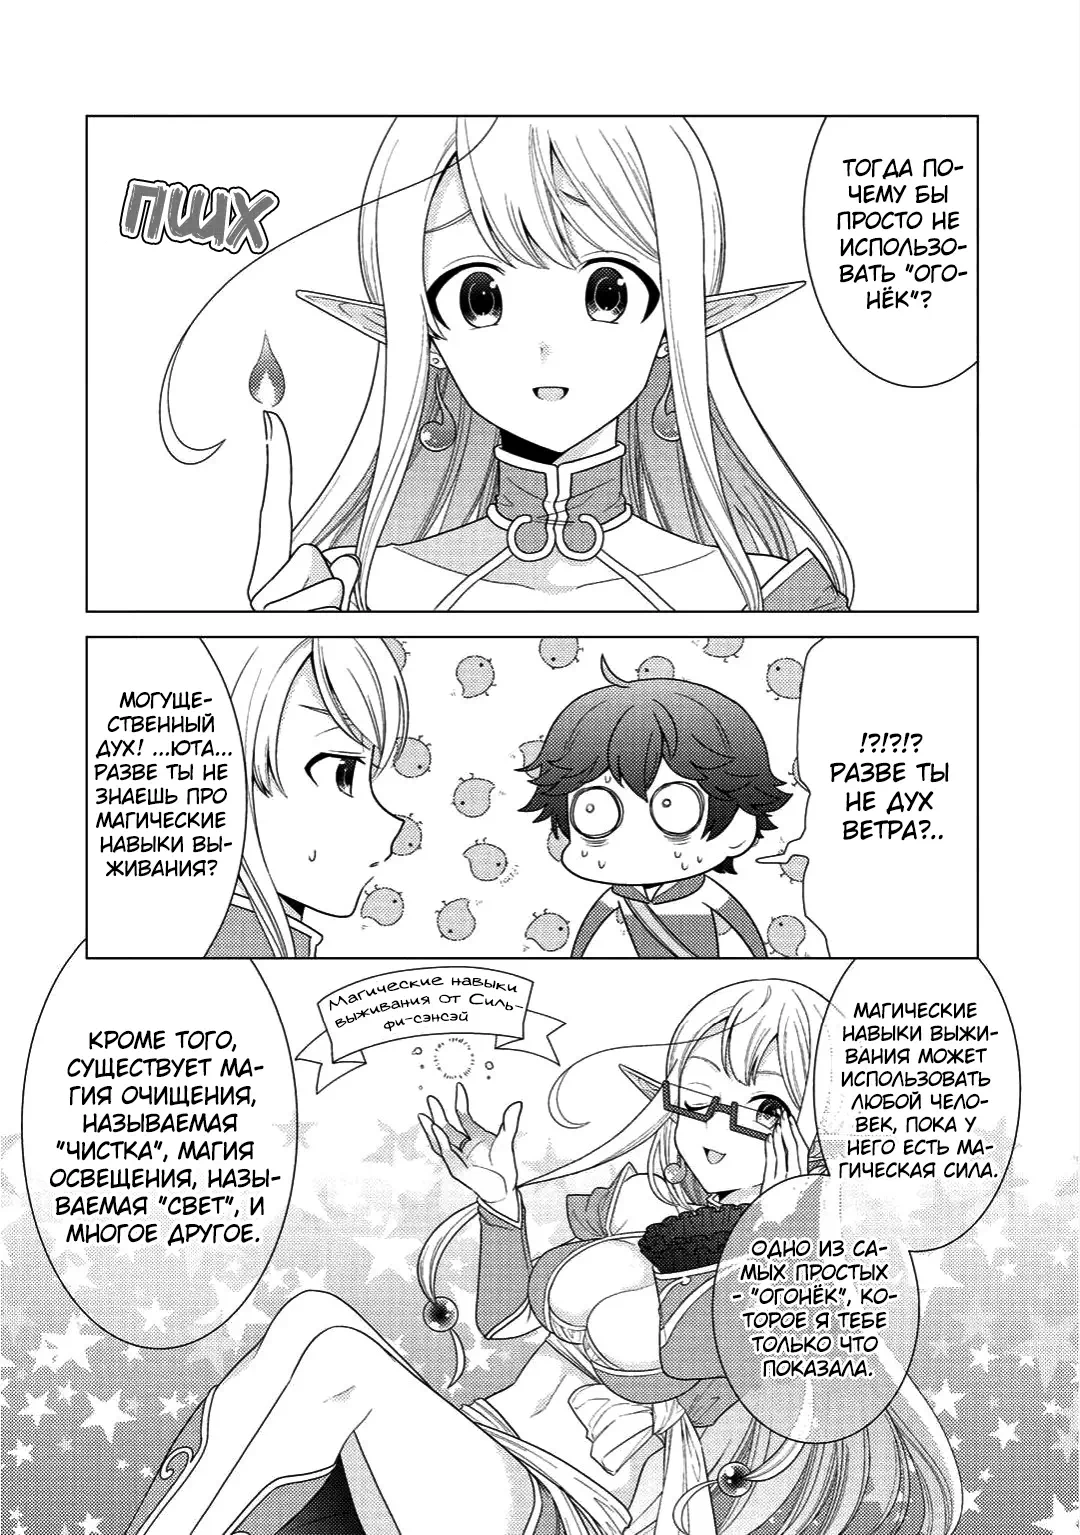 ТОГДА ПО-
ЧЕМУ БЫ
ПРОСТО НЕ
ИСПОЛЬЗО-
ВАТЬ "ОГО-
НЁК"?
ПШХ
!?!?!?
РАЗВЕ ТЫ
НЕ ДУХ
ВЕТРА?..
МОГУЩЕ-
СТВЕННЫЙ
ДУХ! ...ЮТА...
РАЗВЕ ТЫ НЕ
ЗНАЕШЬ ПРО
МАГИЧЕСКИЕ
НАВЫКИ ВЫ-
ЖИВАНИЯ?
Магические навыки
выживания от Силь-
фи-сэнсэй
МАГИЧЕСКИЕ
НАВЫКИ ВЫЖИ-
ВАНИЯ МОЖЕТ
ИСПОЛЬЗОВАТЬ
ЛЮБОЙ ЧЕЛО-
ВЕК, ПОКА У
НЕГО ЕСТЬ МА-
ГИЧЕСКАЯ СИЛА.
ОДНО ИЗ СА-
МЫХ ПРОСТЫХ
- "ОГОНЁК", КО-
ТОРОЕ Я ТЕБЕ
ТОЛЬКО ЧТО
ПОКАЗАЛА.
КРОМЕ ТОГО,
СУЩЕСТВУЕТ МА-
ГИЯ ОЧИЩЕНИЯ,
НАЗЫВАЕМАЯ
"ЧИСТКА", МАГИЯ
ОСВЕЩЕНИЯ, НАЗЫ-
ВАЕМАЯ "СВЕТ", И
МНОГОЕ ДРУГОЕ.